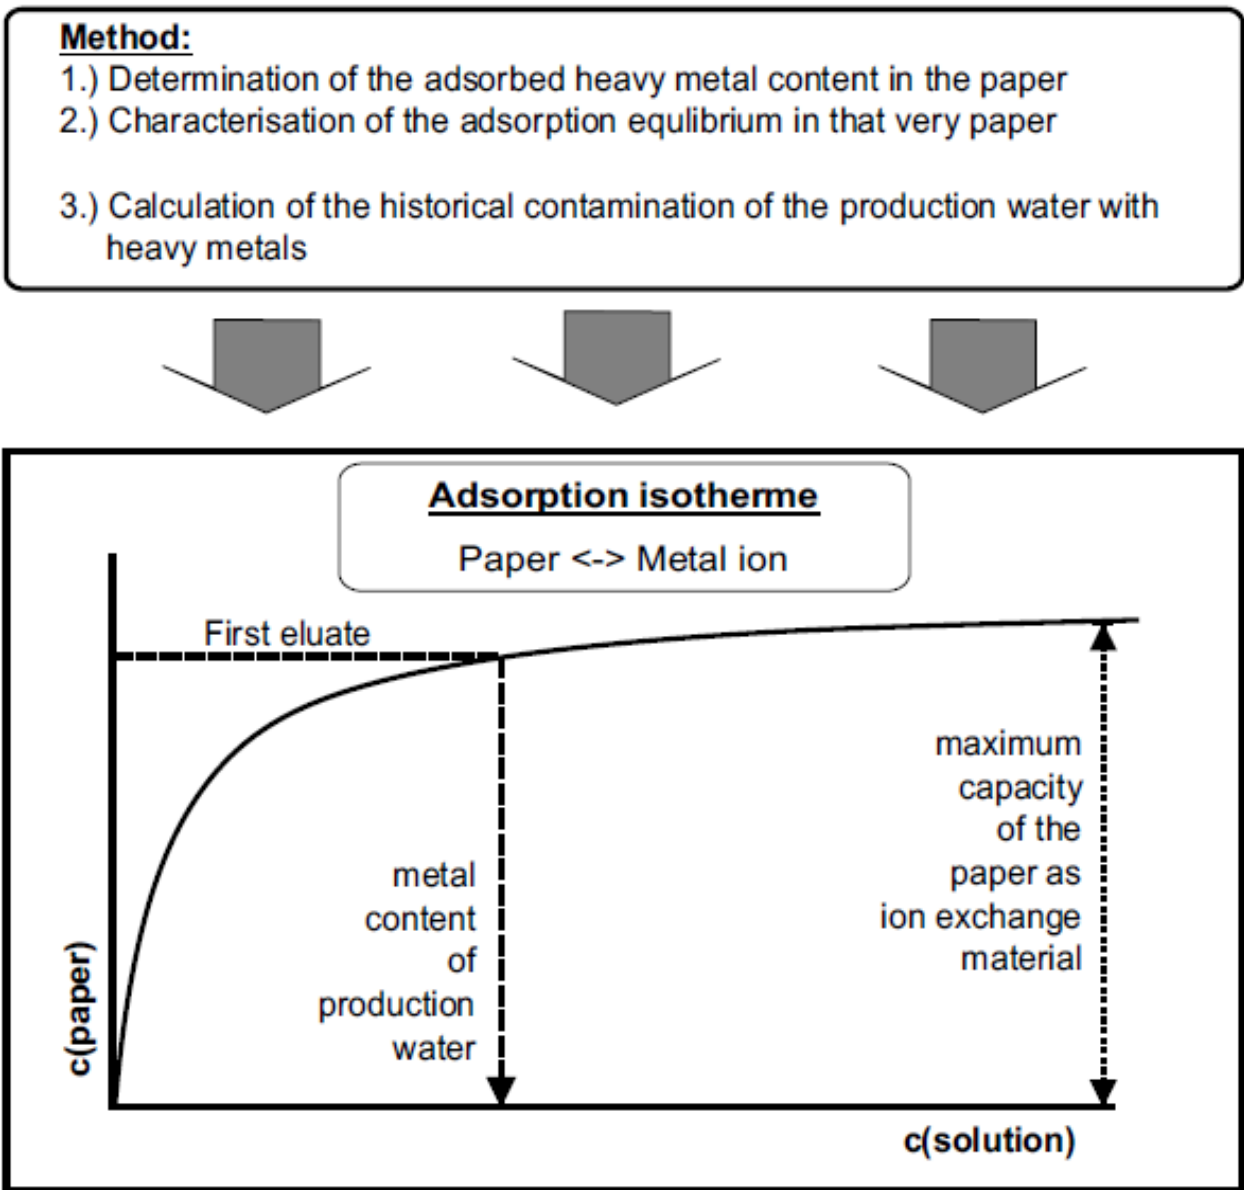 Method:
1.) Determination of the adsorbed heavy metal content in the paper
2.) Characterisation of the adsorption equlibrium in that very paper
3.) Calculation of the historical contamination of the production water with
heavy metals
Adsorption isotherme
Paper <-> Metal ion
First eluate
metal
content
of
production
water
maximum
capacity
of the
paper as
ion exchange
material
c(paper)
c(solution)